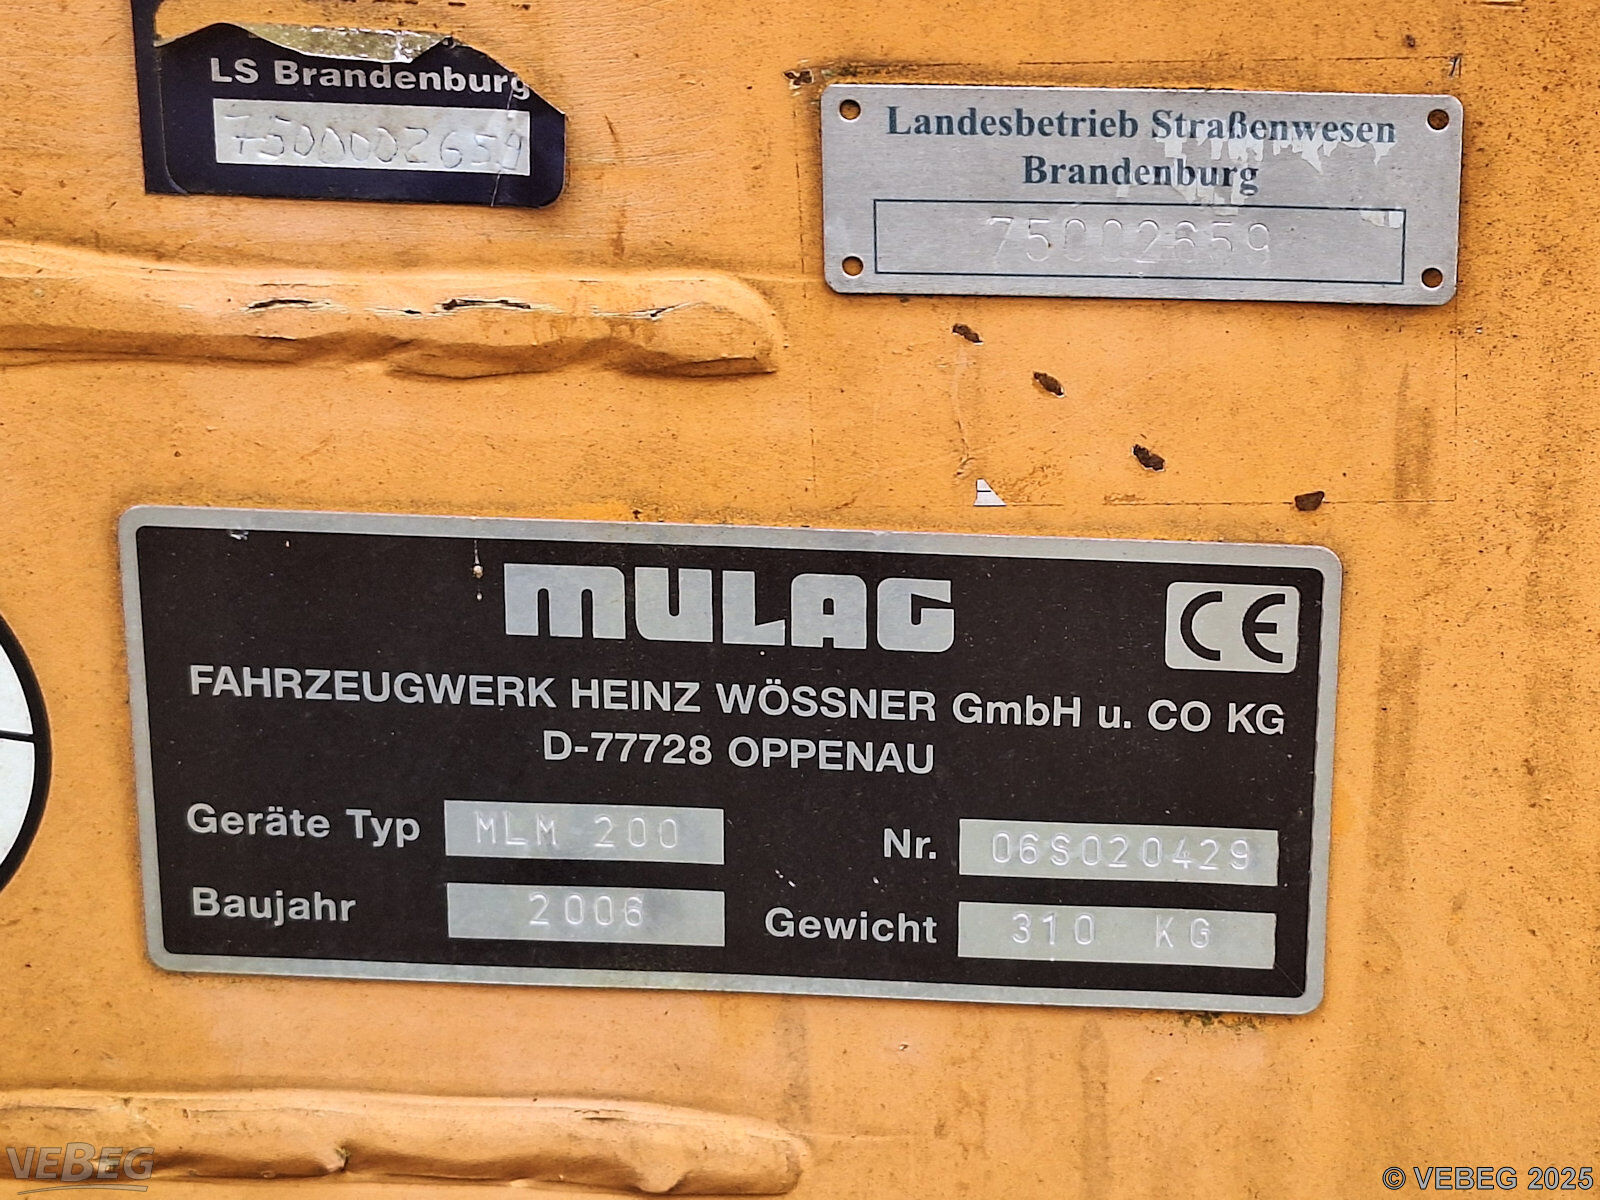 LS Brandenburg
7500002659
Landesbetrieb Straßenwesen
Brandenburg
75002659
MULAG
CE
FAHRZEUGWERK HEINZ WÖSSNER GmbH u. CO KG
D-77728 OPPENAU
Geräte Typ MLM 200 Nr. 06S020429
Baujahr 2006 Gewicht 310 KG
VEBEG
© VEBEG 2025